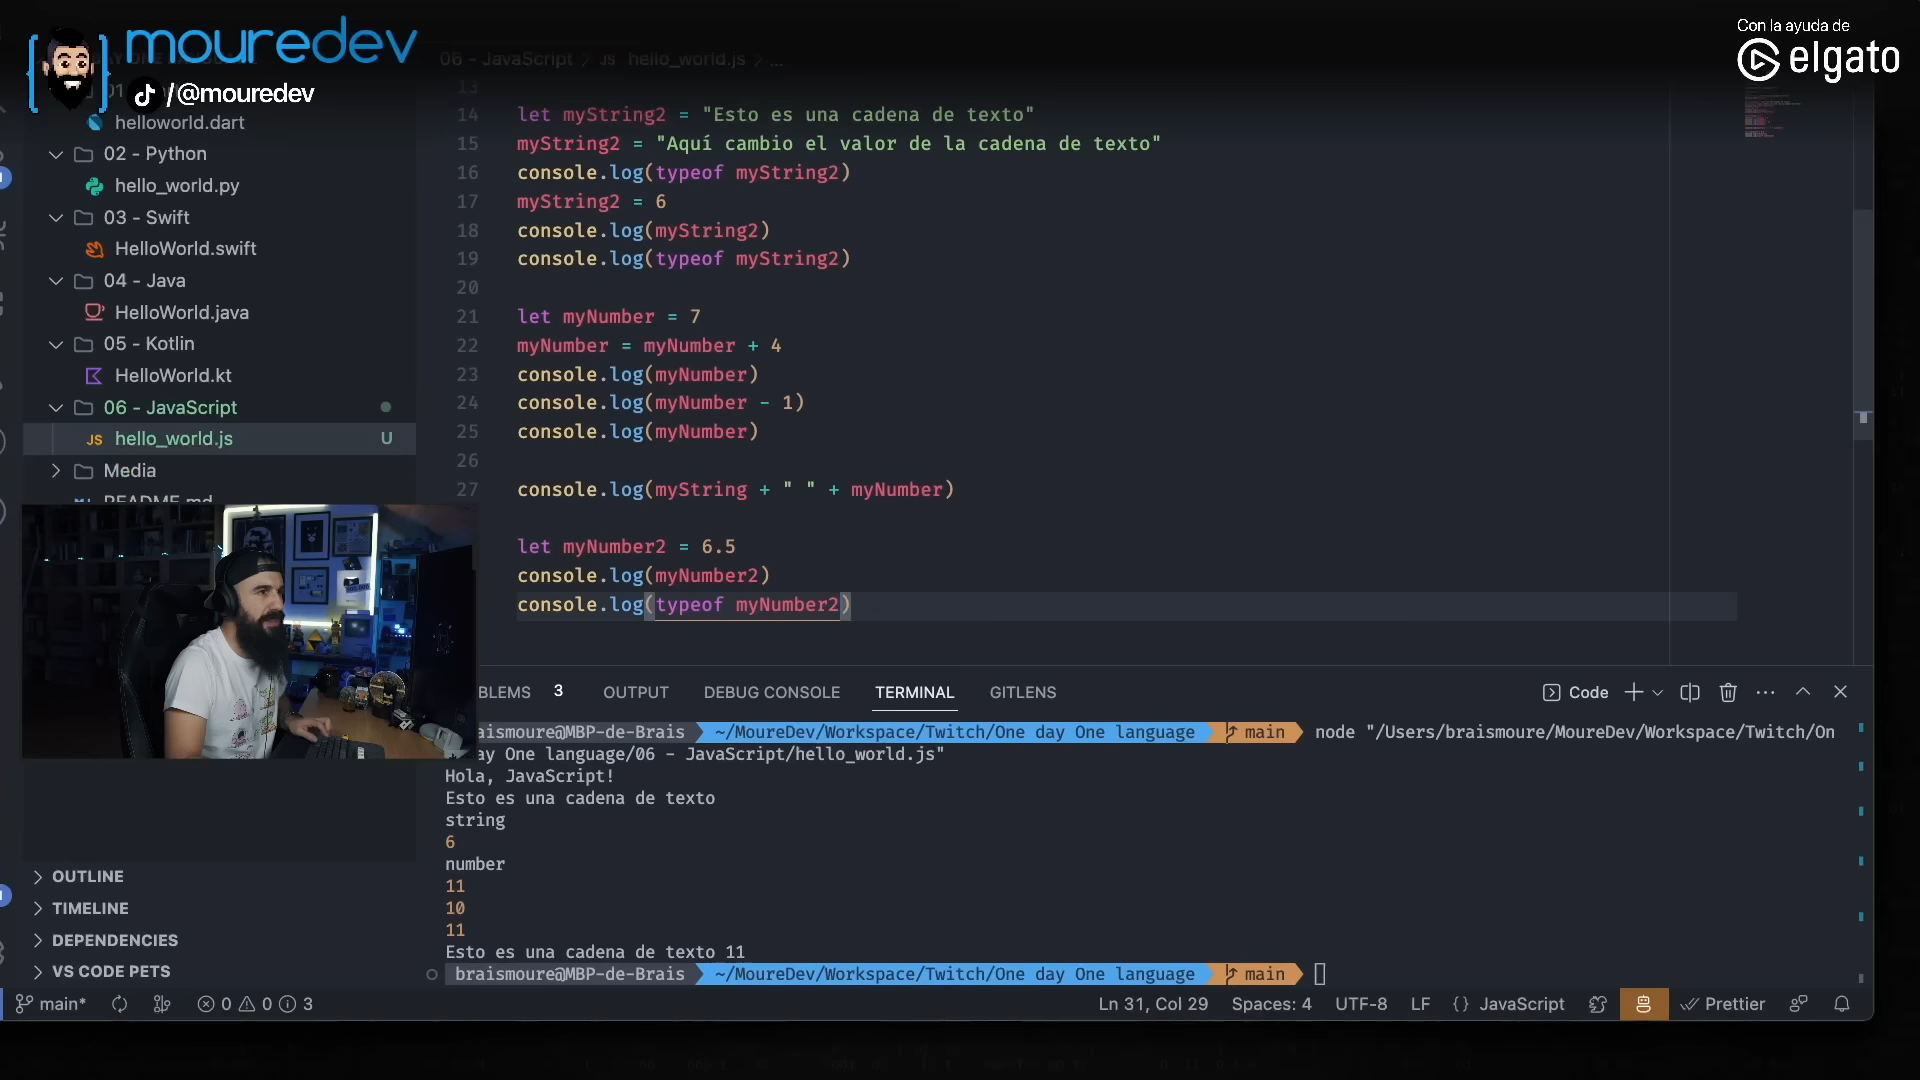 mouredev
/@mouredev
Con la ayuda de
elgato
06 - JavaScript > JS hello_world.js > ...
helloworld.dart
02 - Python
hello_world.py
03 - Swift
HelloWorld.swift
04 - Java
HelloWorld.java
05 - Kotlin
HelloWorld.kt
06 - JavaScript
JS hello_world.js U
Media
README.md
OUTLINE
TIMELINE
DEPENDENCIES
VS CODE PETS
13
14 let myString2 = "Esto es una cadena de texto"
15 myString2 = "Aquí cambio el valor de la cadena de texto"
16 console.log(typeof myString2)
17 myString2 = 6
18 console.log(myString2)
19 console.log(typeof myString2)
20
21 let myNumber = 7
22 myNumber = myNumber + 4
23 console.log(myNumber)
24 console.log(myNumber - 1)
25 console.log(myNumber)
26
27 console.log(myString + " " + myNumber)
let myNumber2 = 6.5
console.log(myNumber2)
console.log(typeof myNumber2)
BLEMS 3 OUTPUT DEBUG CONSOLE TERMINAL GITLENS
Code
aismoure@MBP-de-Brais ~/MoureDev/Workspace/Twitch/One day One language main node "/Users/braismoure/MoureDev/Workspace/Twitch/On
ay One language/06 - JavaScript/hello_world.js"
Hola, JavaScript!
Esto es una cadena de texto
string
6
number
11
10
11
Esto es una cadena de texto 11
braismoure@MBP-de-Brais ~/MoureDev/Workspace/Twitch/One day One language main
main* 0 0 3 Ln 31, Col 29 Spaces: 4 UTF-8 LF {} JavaScript Prettier